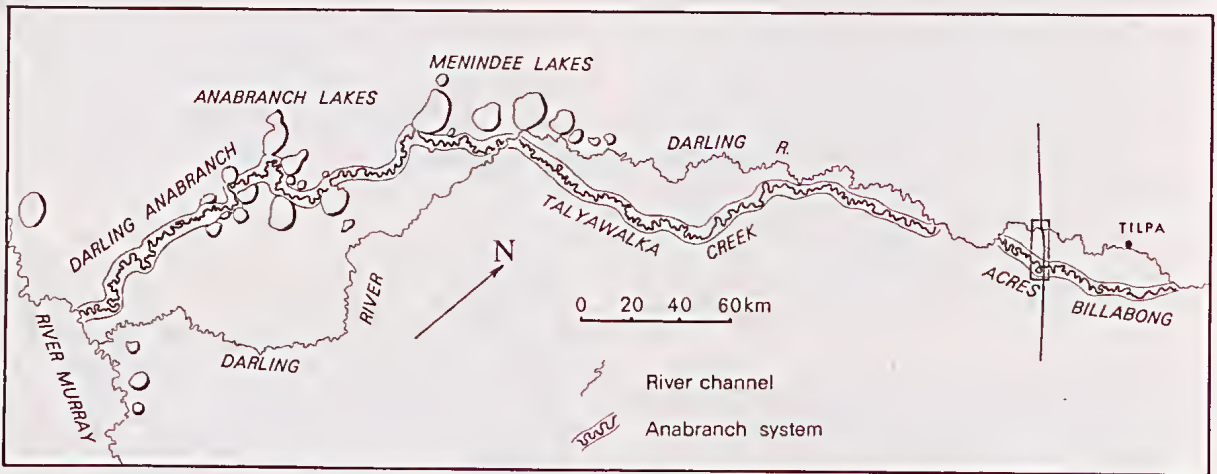 MENINDEE LAKES
ANABRANCH LAKES
DARLING R.
DARLING ANABRANCH
TALYAWALKA CREEK
TILPA
ACRES BILLABONG
N
RIVER
DARLING
RIVER MURRAY
0 20 40 60km
River channel
Anabranch system